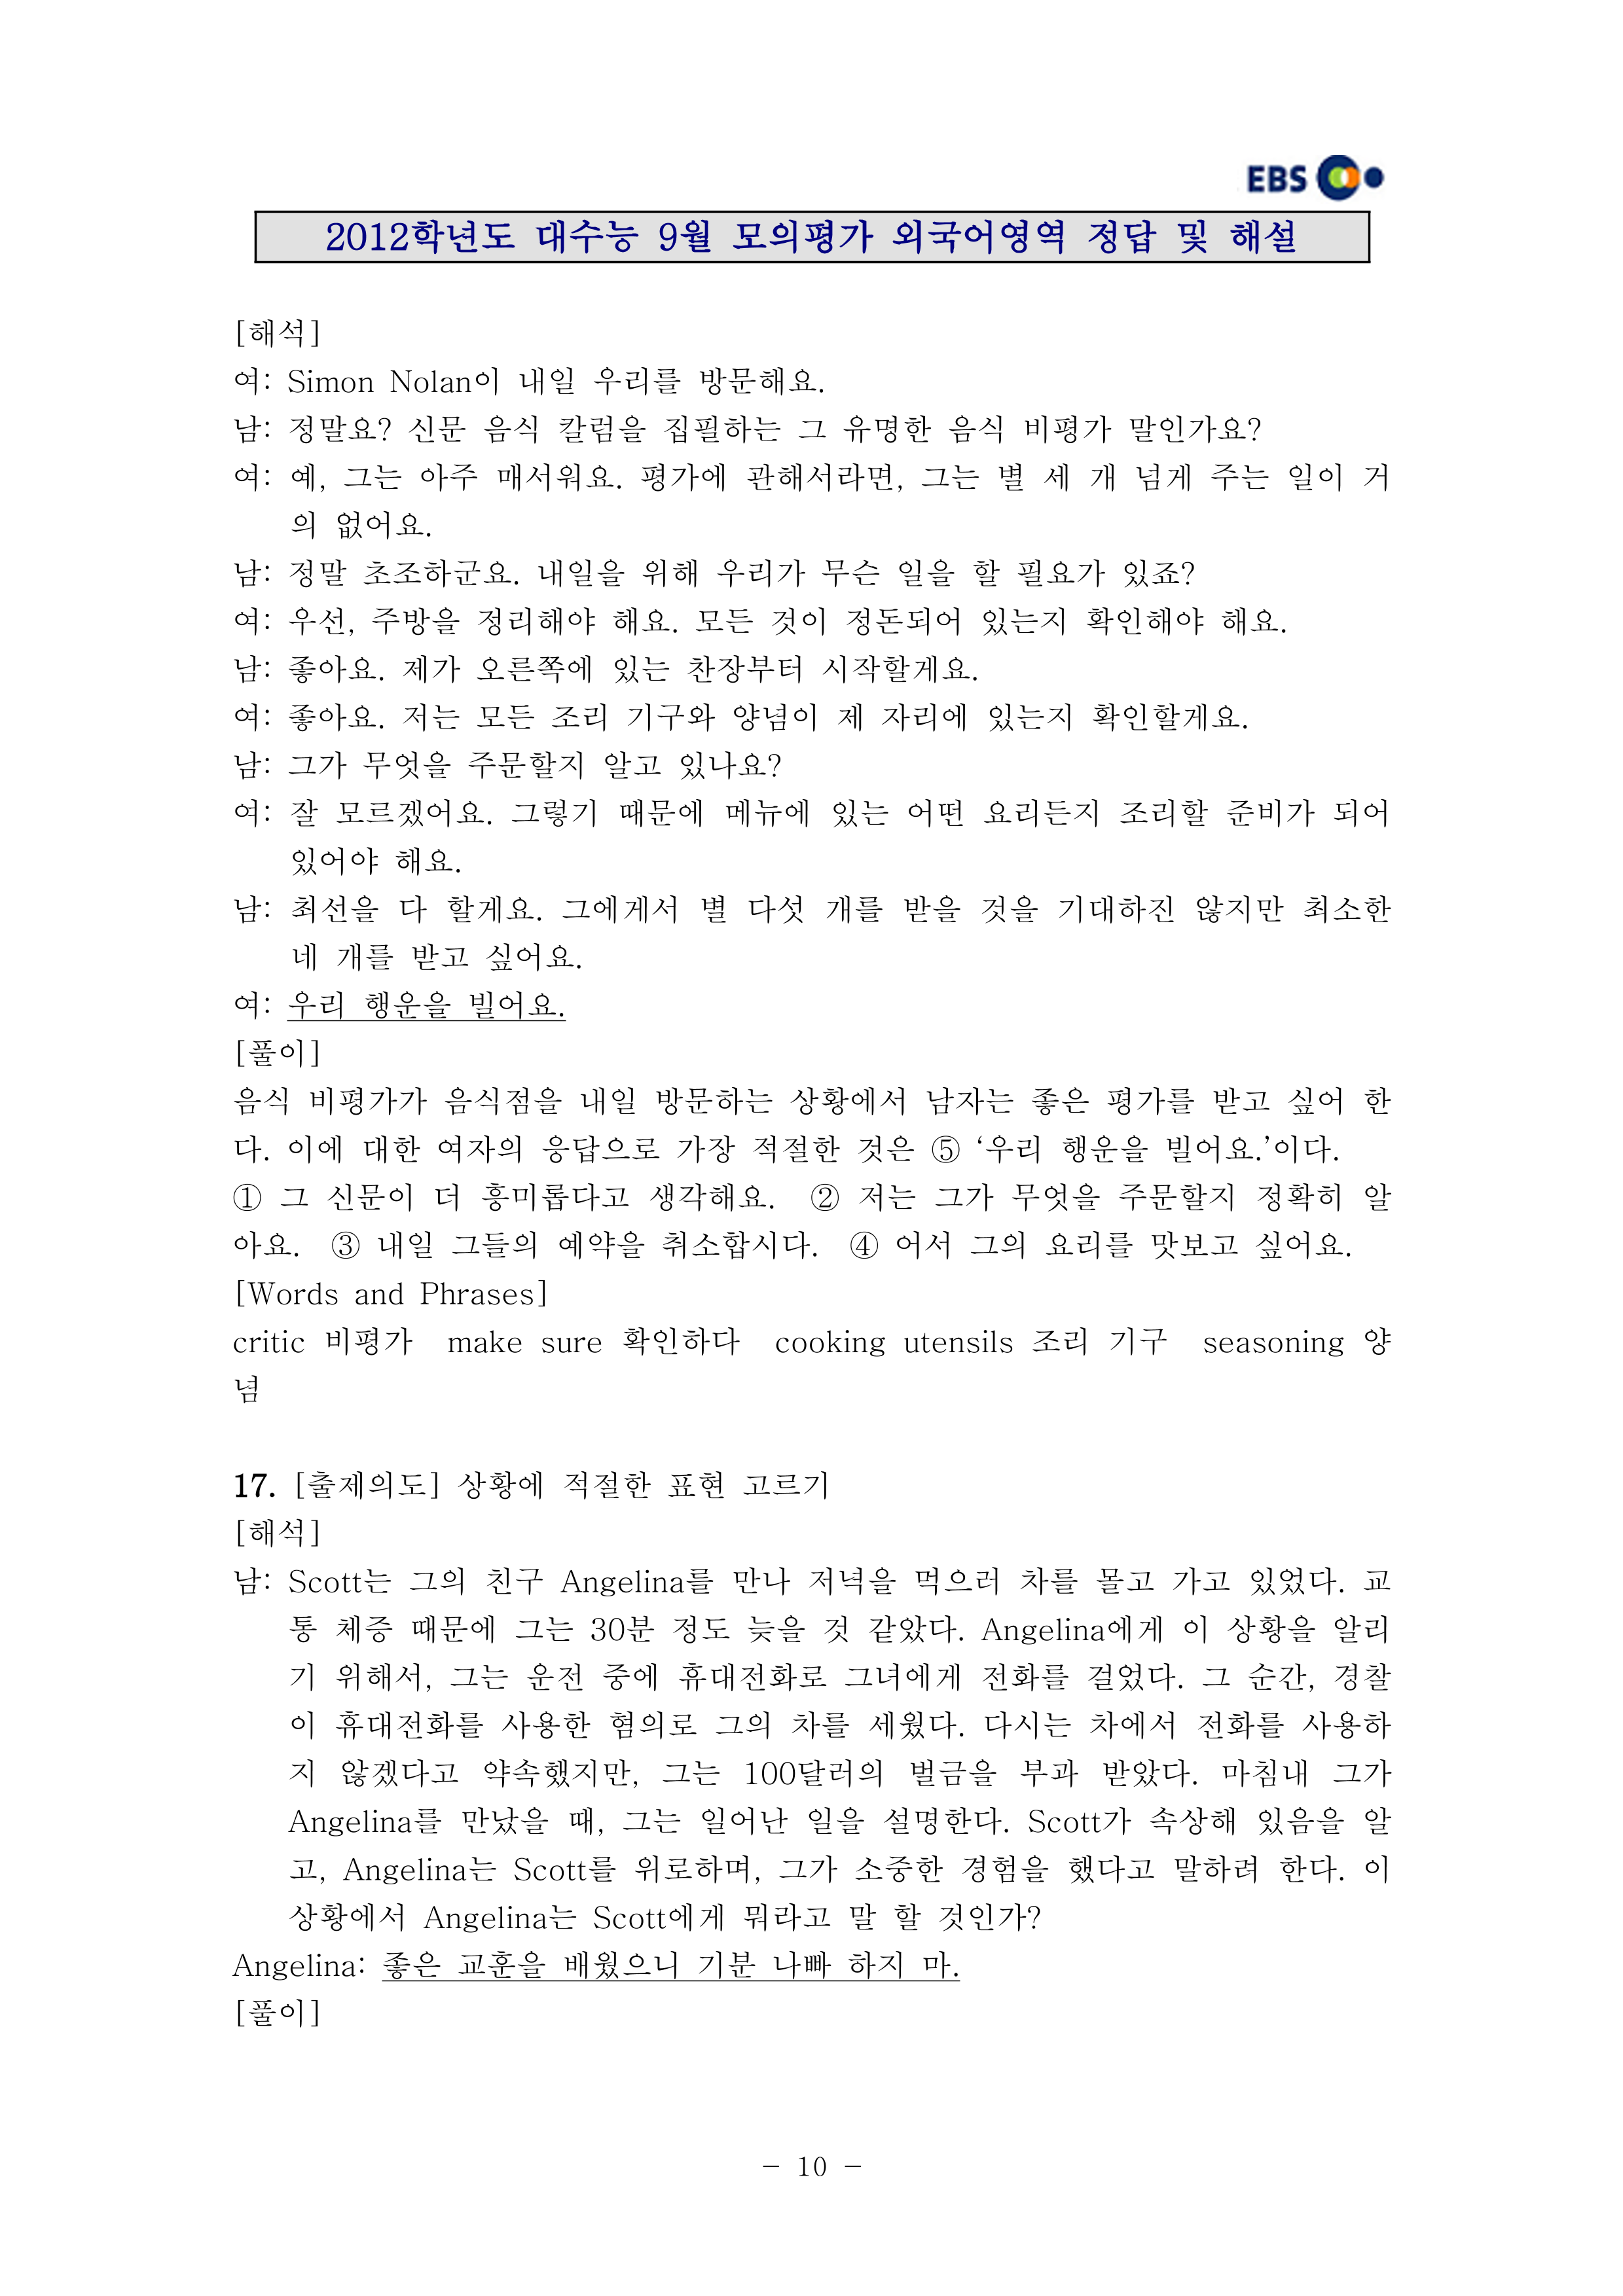 EBS
2012학년도 대수능 9월 모의평가 외국어영역 정답 및 해설
[해석]
여: Simon Nolan이 내일 우리를 방문해요.
남: 정말요? 신문 음식 칼럼을 집필하는 그 유명한 음식 비평가 말인가요?
여: 예, 그는 아주 매서워요. 평가에 관해서라면, 그는 별 세 개 넘게 주는 일이 거
의 없어요.
남: 정말 초조하군요. 내일을 위해 우리가 무슨 일을 할 필요가 있죠?
여: 우선, 주방을 정리해야 해요. 모든 것이 정돈되어 있는지 확인해야 해요.
남: 좋아요. 제가 오른쪽에 있는 찬장부터 시작할게요.
여: 좋아요. 저는 모든 조리 기구와 양념이 제 자리에 있는지 확인할게요.
남: 그가 무엇을 주문할지 알고 있나요?
여: 잘 모르겠어요. 그렇기 때문에 메뉴에 있는 어떤 요리든지 조리할 준비가 되어
있어야 해요.
남: 최선을 다 할게요. 그에게서 별 다섯 개를 받을 것을 기대하진 않지만 최소한
네 개를 받고 싶어요.
여: 우리 행운을 빌어요.
[풀이]
음식 비평가가 음식점을 내일 방문하는 상황에서 남자는 좋은 평가를 받고 싶어 한
다. 이에 대한 여자의 응답으로 가장 적절한 것은 ⑤ ‘우리 행운을 빌어요.’이다.
① 그 신문이 더 흥미롭다고 생각해요. ② 저는 그가 무엇을 주문할지 정확히 알
아요. ③ 내일 그들의 예약을 취소합시다. ④ 어서 그의 요리를 맛보고 싶어요.
[Words and Phrases]
critic 비평가 make sure 확인하다 cooking utensils 조리 기구 seasoning 양
념
17. [출제의도] 상황에 적절한 표현 고르기
[해석]
남: Scott는 그의 친구 Angelina를 만나 저녁을 먹으러 차를 몰고 가고 있었다. 교
통 체증 때문에 그는 30분 정도 늦을 것 같았다. Angelina에게 이 상황을 알리
기 위해서, 그는 운전 중에 휴대전화로 그녀에게 전화를 걸었다. 그 순간, 경찰
이 휴대전화를 사용한 혐의로 그의 차를 세웠다. 다시는 차에서 전화를 사용하
지 않겠다고 약속했지만, 그는 100달러의 벌금을 부과 받았다. 마침내 그가
Angelina를 만났을 때, 그는 일어난 일을 설명한다. Scott가 속상해 있음을 알
고, Angelina는 Scott를 위로하며, 그가 소중한 경험을 했다고 말하려 한다. 이
상황에서 Angelina는 Scott에게 뭐라고 말 할 것인가?
Angelina: 좋은 교훈을 배웠으니 기분 나빠 하지 마.
[풀이]
- 10 -